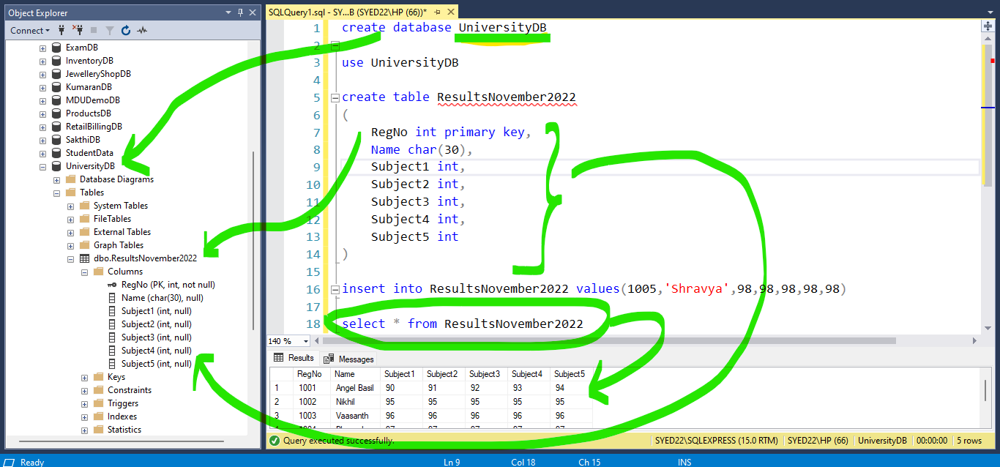 Object Explorer
Connect
ExamDB
InventoryDB
JewelleryShopDB
KumaranDB
MDUDemoDB
ProductsDB
RetailBillingDB
SakthiDB
StudentData
UniversityDB
Database Diagrams
Tables
System Tables
FileTables
External Tables
Graph Tables
dbo.ResultsNovember2022
Columns
RegNo (PK, int, not null)
Name (char(30), null)
Subject1 (int, null)
Subject2 (int, null)
Subject3 (int, null)
Subject4 (int, null)
Subject5 (int, null)
Keys
Constraints
Triggers
Indexes
Statistics
SQLQuery1.sql - SY...B (SYED22\HP (66))*
1 create database UniversityDB
2
3 use UniversityDB
4
5 create table ResultsNovember2022
6 (
7 RegNo int primary key,
8 Name char(30),
9 Subject1 int,
10 Subject2 int,
11 Subject3 int,
12 Subject4 int,
13 Subject5 int
14 )
15
16 insert into ResultsNovember2022 values(1005,'Shravya',98,98,98,98,98)
17
18 select * from ResultsNovember2022
140 %
Results Messages
RegNo Name Subject1 Subject2 Subject3 Subject4 Subject5
1 1001 Angel Basil 90 91 92 93 94
2 1002 Nikhil 95 95 95 95 95
3 1003 Vaasanth 96 96 96 96 96
Query executed successfully. SYED22\SQLEXPRESS (15.0 RTM) SYED22\HP (66) UniversityDB 00:00:00 5 rows
Ready Ln 9 Col 18 Ch 15 INS